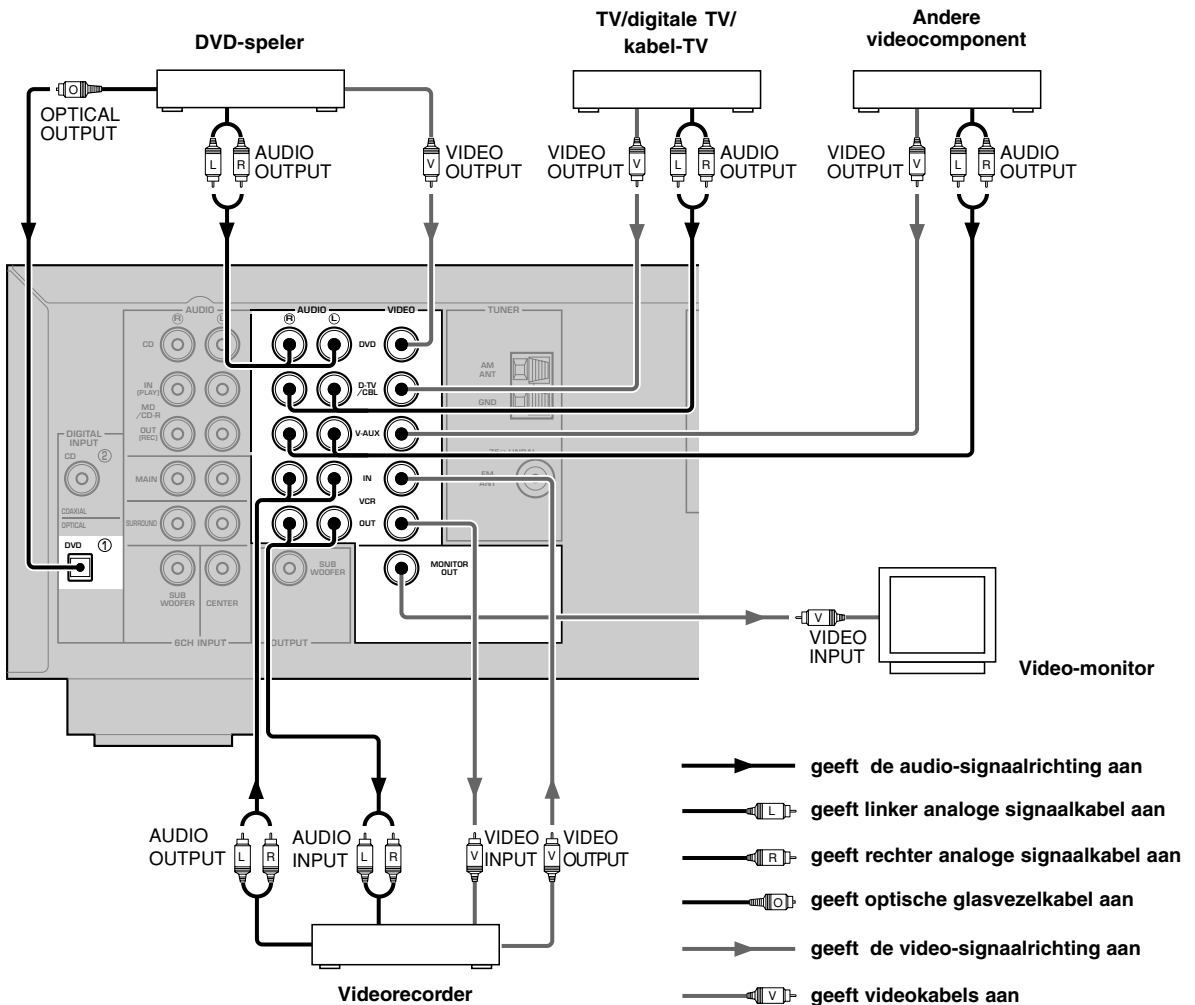 DVD-speler
TV/digitale TV/
kabel-TV
Andere
videocomponent
O
OPTICAL
OUTPUT
L
R
AUDIO
OUTPUT
V
VIDEO
OUTPUT
VIDEO
OUTPUT
V
L
R
AUDIO
OUTPUT
VIDEO
OUTPUT
V
L
R
AUDIO
OUTPUT
AUDIO
R
L
AUDIO
R
L
VIDEO
TUNER
CD
DVD
AM
ANT
IN
(PLAY)
MD
/CD-R
OUT
(REC)
D-TV
/CBL
GND
V-AUX
DIGITAL
INPUT
CD
2
COAXIAL
OPTICAL
DVD
1
MAIN
IN
VCR
OUT
FM
ANT
SURROUND
SUB
WOOFER
CENTER
SUB
WOOFER
MONITOR
OUT
6CH INPUT
OUTPUT
V
VIDEO
INPUT
Video-monitor
AUDIO
OUTPUT
L
R
AUDIO
INPUT
L
R
V
VIDEO
INPUT
V
VIDEO
OUTPUT
Videorecorder
geeft de audio-signaalrichting aan
L
geeft linker analoge signaalkabel aan
R
geeft rechter analoge signaalkabel aan
O
geeft optische glasvezelkabel aan
geeft de video-signaalrichting aan
V
geeft videokabels aan